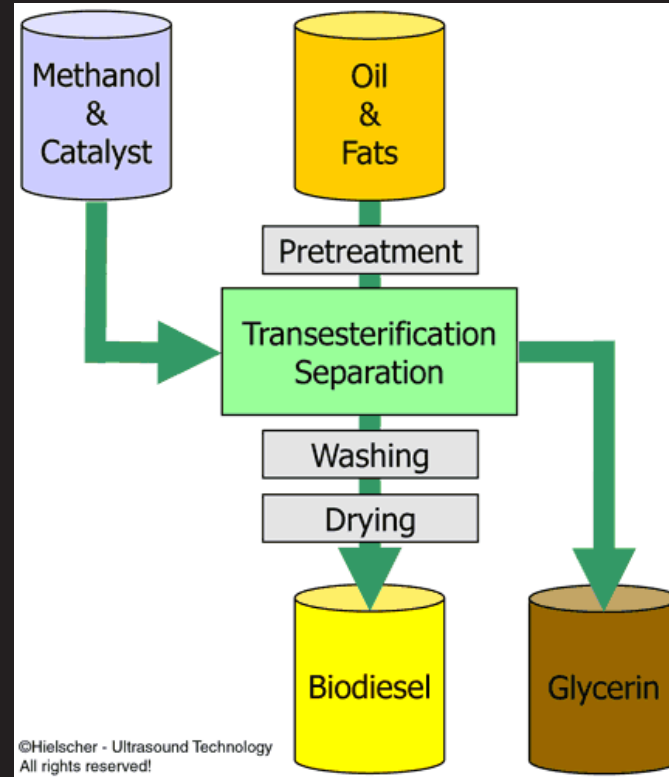 Methanol
&
Catalyst
Oil
&
Fats
Pretreatment
Transesterification
Separation
Washing
Drying
Biodiesel
Glycerin
©Hielscher - Ultrasound Technology
All rights reserved!